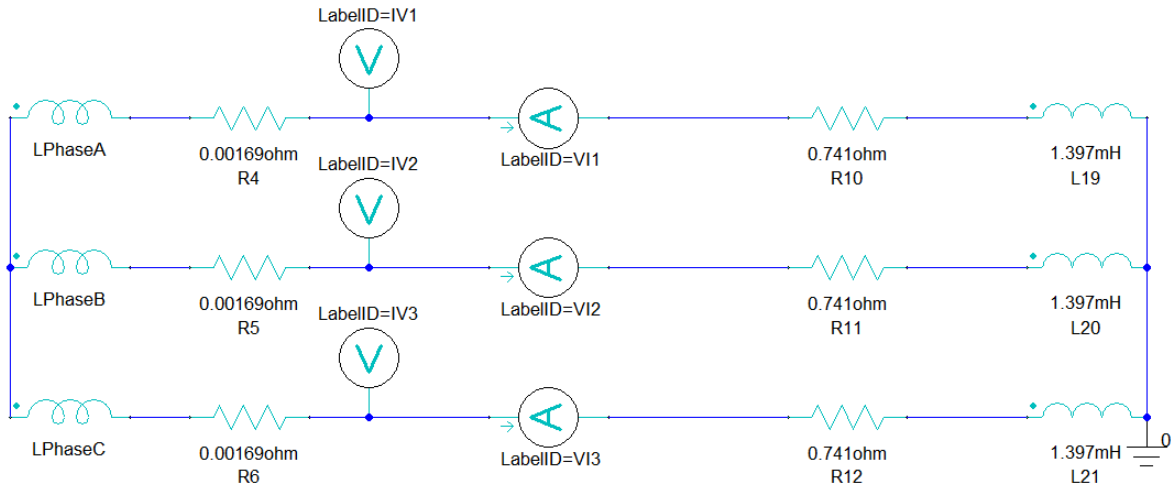 LabelID=IV1
V
A
LPhaseA
0.00169ohm
R4
LabelID=VI1
0.741ohm
R10
1.397mH
L19
LabelID=IV2
V
A
LPhaseB
0.00169ohm
R5
LabelID=VI2
0.741ohm
R11
1.397mH
L20
LabelID=IV3
V
A
LPhaseC
0.00169ohm
R6
LabelID=VI3
0.741ohm
R12
1.397mH
L21
0